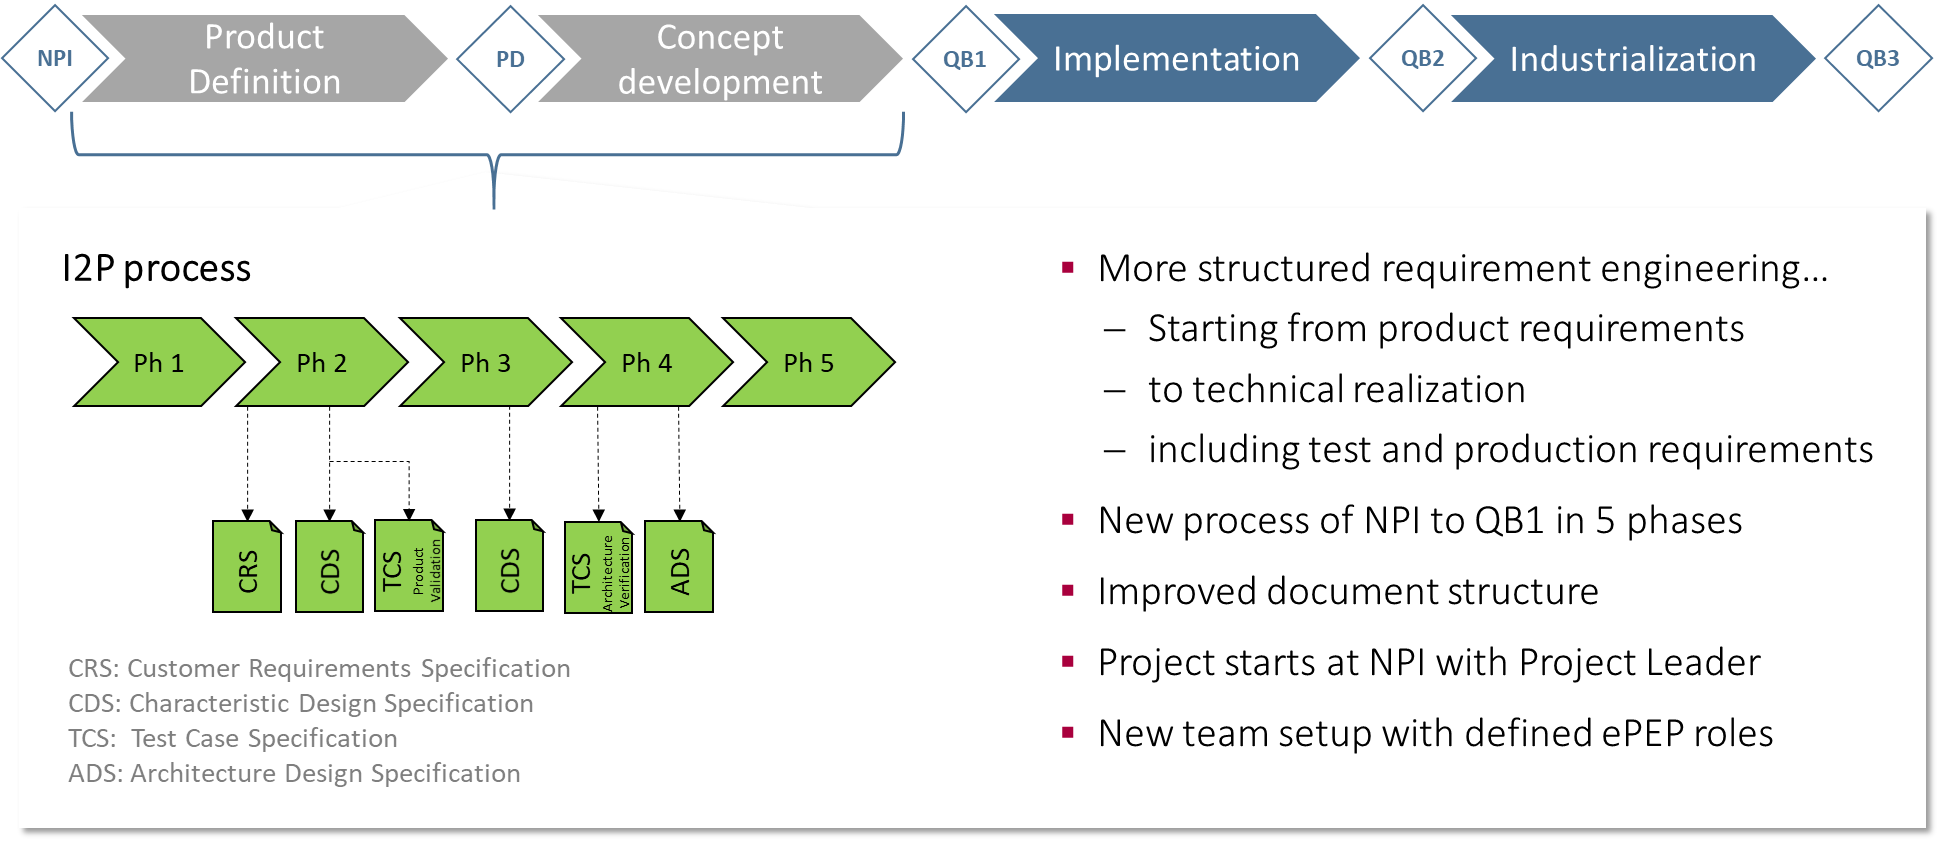 NPI
Product
Definition
PD
Concept
development
QB1
Implementation
QB2
Industrialization
QB3
I2P process
Ph 1
Ph 2
Ph 3
Ph 4
Ph 5
CRS
CDS
TCS
Product
Validation
CDS
TCS
Architecture
Verification
ADS
CRS: Customer Requirements Specification
CDS: Characteristic Design Specification
TCS: Test Case Specification
ADS: Architecture Design Specification
▪ More structured requirement engineering...
– Starting from product requirements
– to technical realization
– including test and production requirements
▪ New process of NPI to QB1 in 5 phases
▪ Improved document structure
▪ Project starts at NPI with Project Leader
▪ New team setup with defined ePEP roles